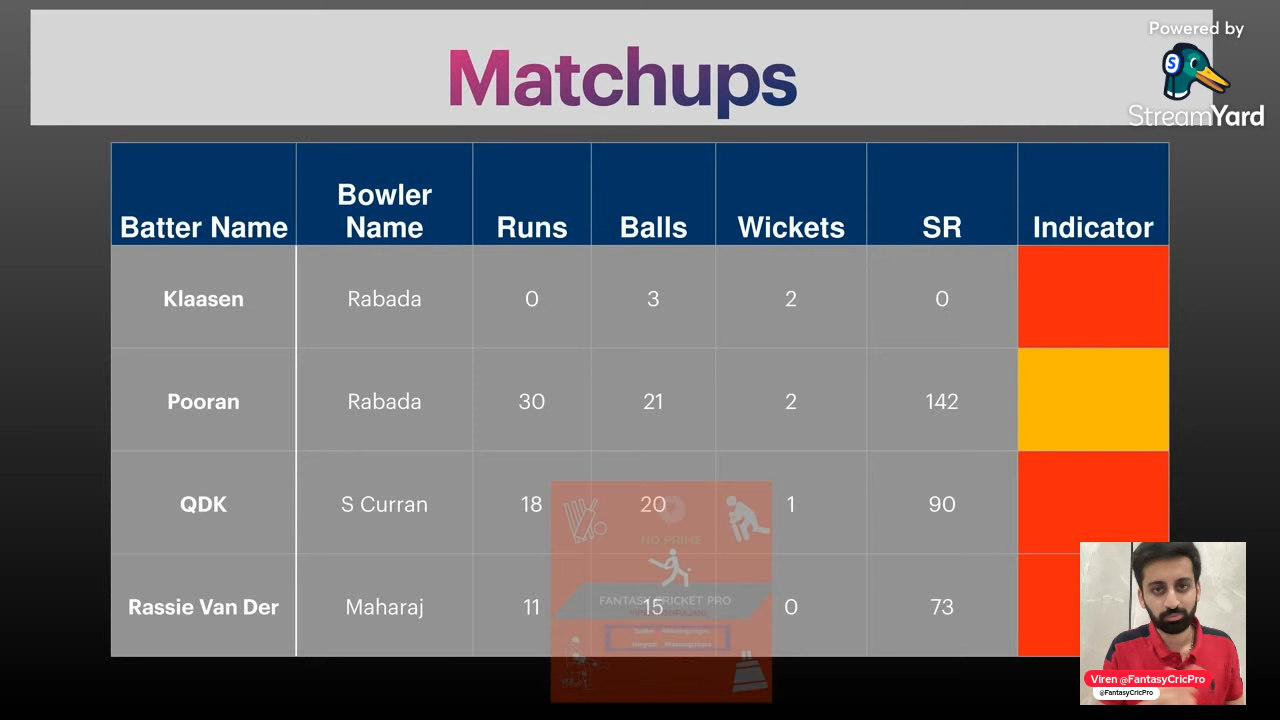 Powered by
StreamYard
Matchups
Batter Name Bowler Name Runs Balls Wickets SR Indicator
Klaasen Rabada 0 3 2 0
Pooran Rabada 30 21 2 142
QDK S Curran 18 20 1 90
Rassie Van Der Maharaj 11 15 0 73
NO PRIME
FANTASY CRICKET PRO
Viren @FantasyCricPro
@FantasyCricPro